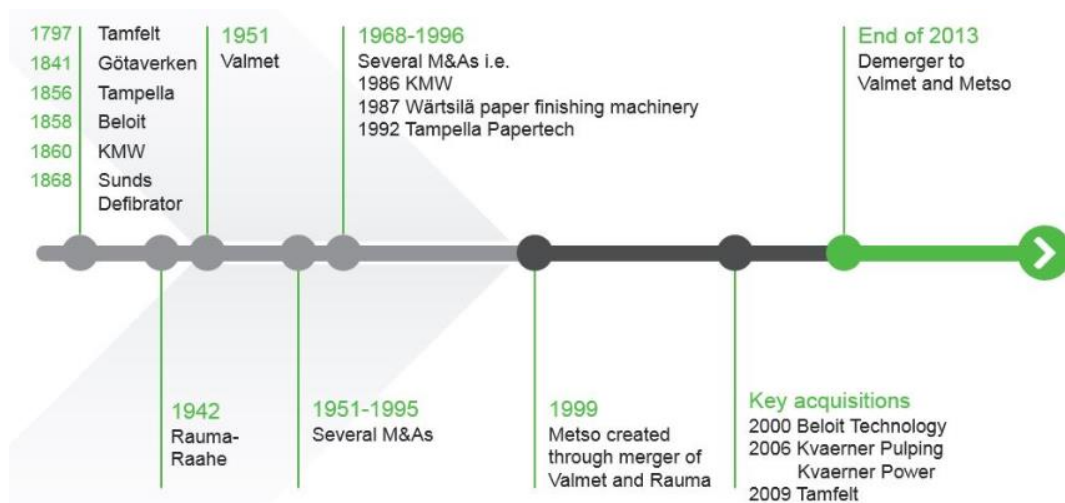 1797 Tamfelt
1841 Götaverken
1856 Tampella
1858 Beloit
1860 KMW
1868 Sunds
Defibrator
1951
Valmet
1968-1996
Several M&As i.e.
1986 KMW
1987 Wärtsilä paper finishing machinery
1992 Tampella Papertech
End of 2013
Demerger to
Valmet and Metso
1942
Rauma-
Raahe
1951-1995
Several M&As
1999
Metso created
through merger of
Valmet and Rauma
Key acquisitions
2000 Beloit Technology
2006 Kvaerner Pulping
Kvaerner Power
2009 Tamfelt